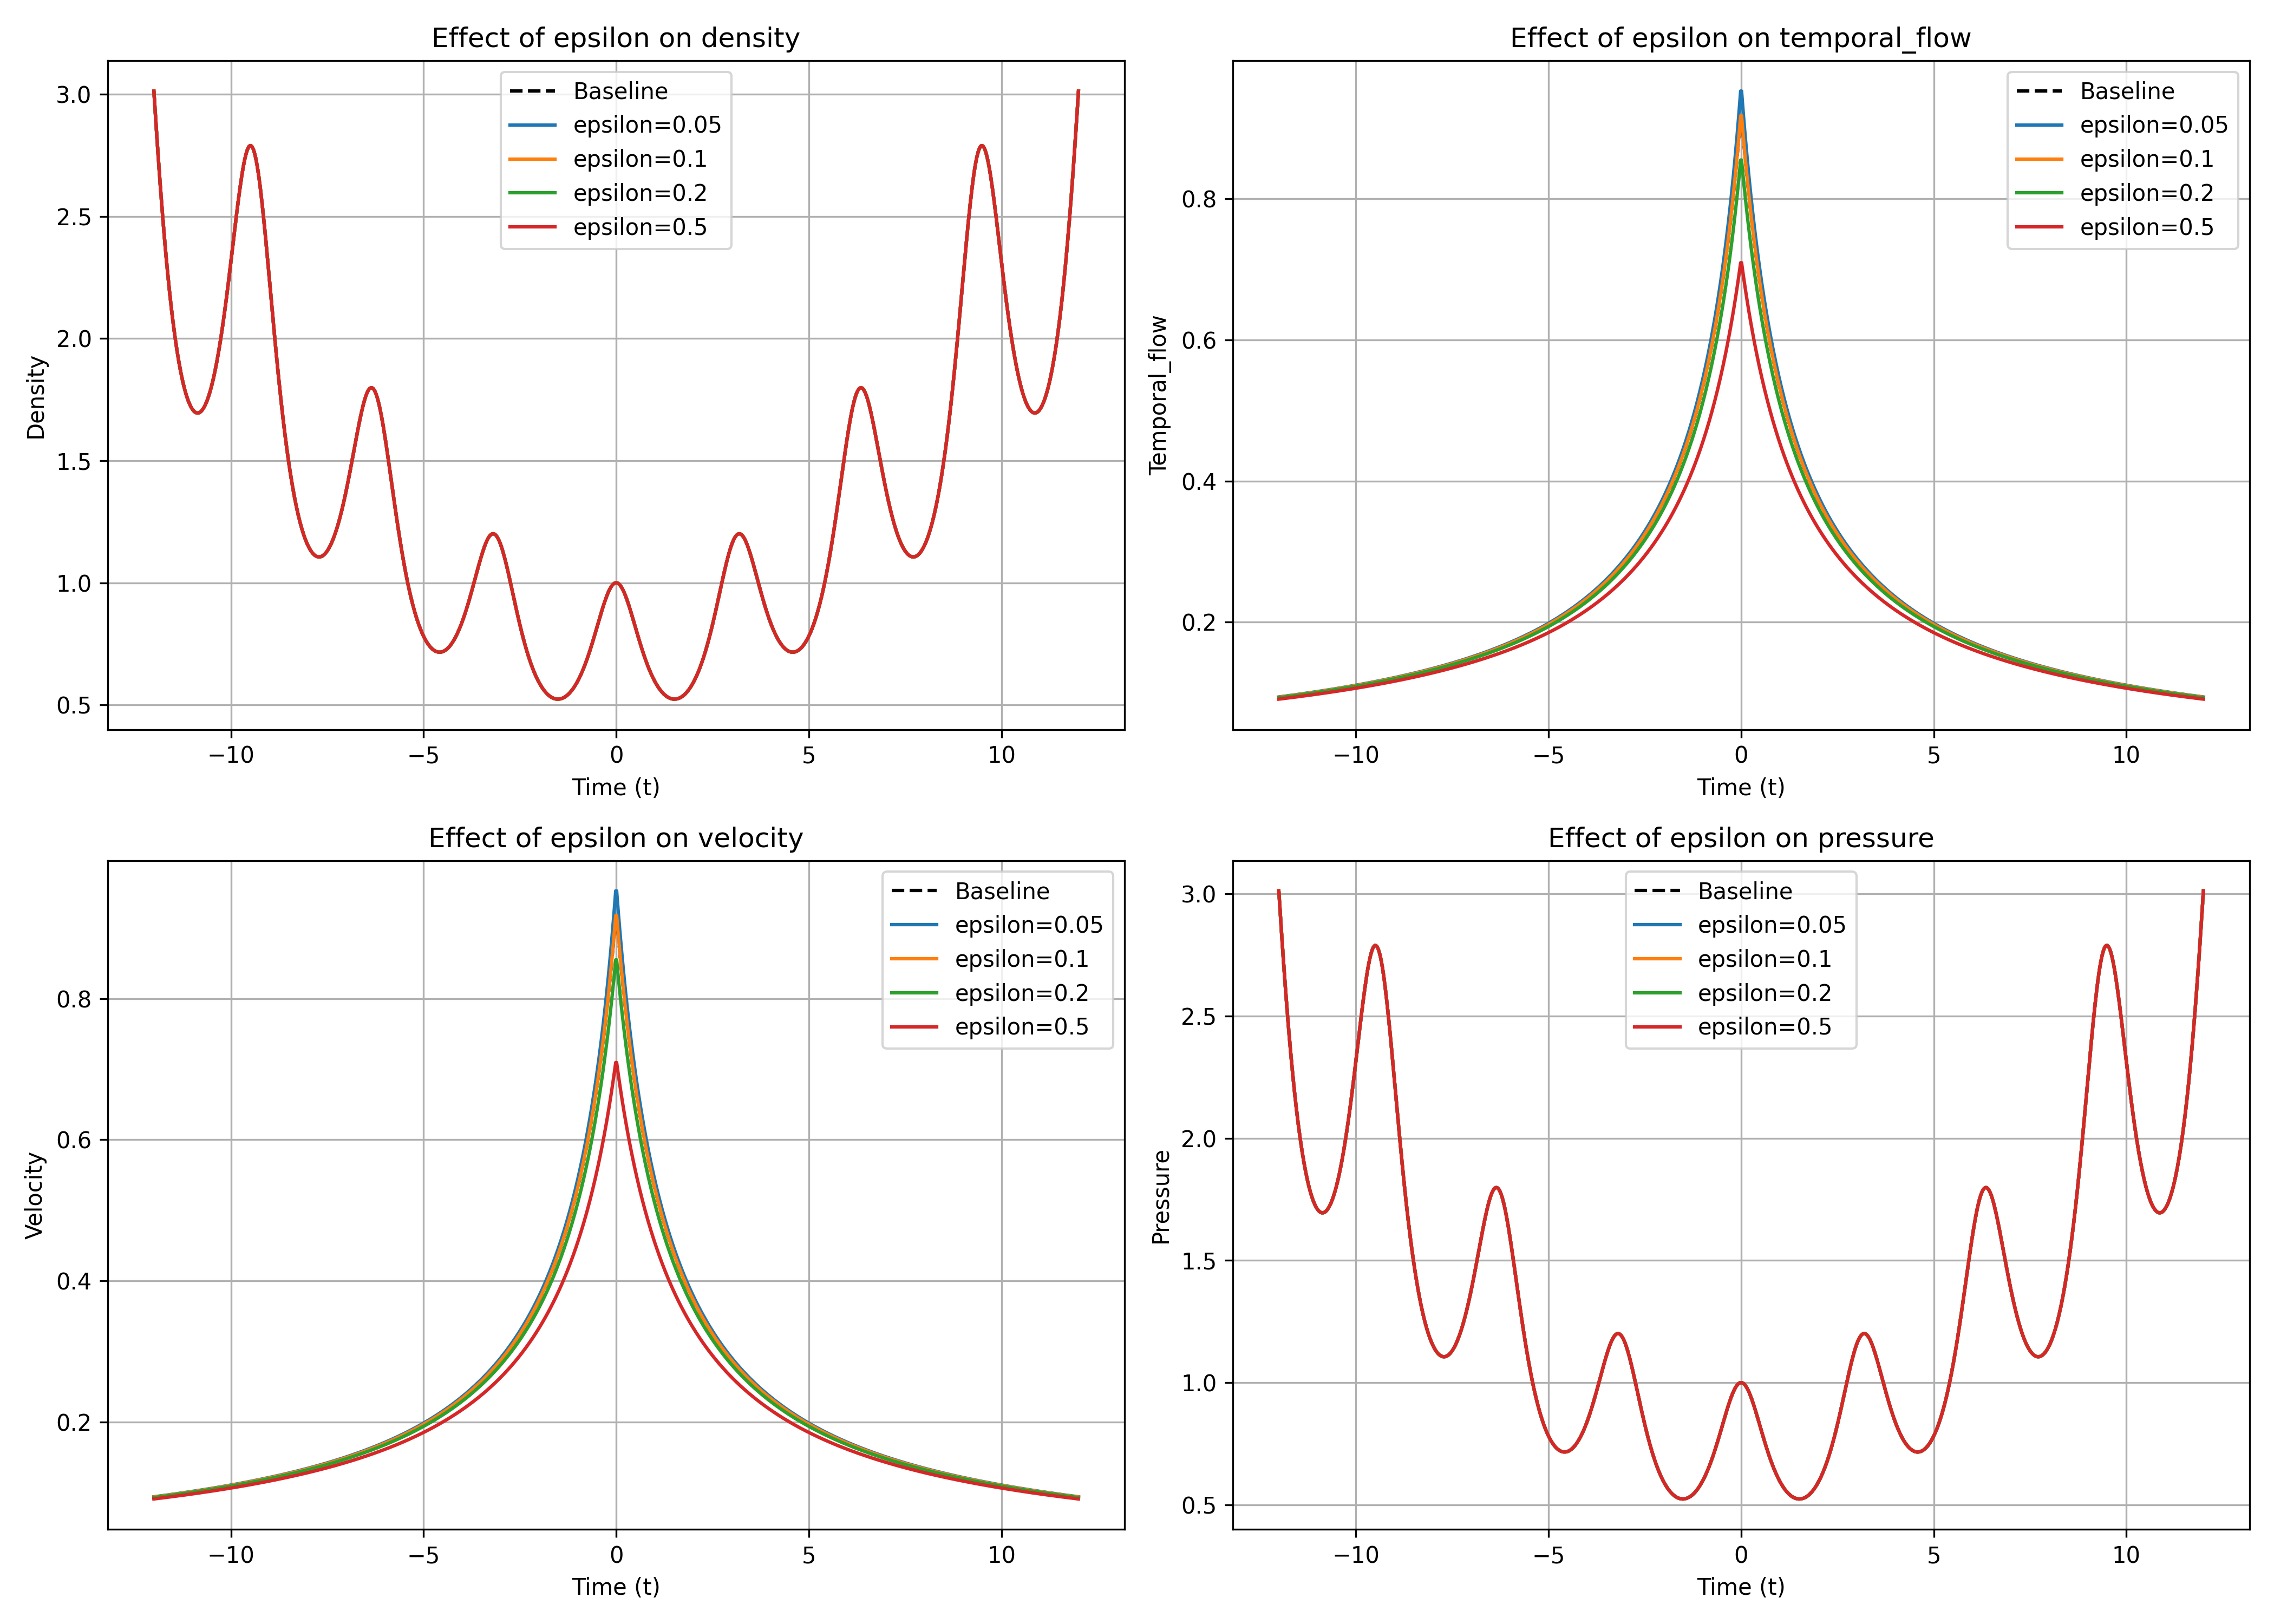 Effect of epsilon on density
Density
3.0
2.5
2.0
1.5
1.0
0.5
Baseline
epsilon=0.05
epsilon=0.1
epsilon=0.2
epsilon=0.5
−10 −5 0 5 10
Time (t)
Effect of epsilon on temporal_flow
Temporal_flow
0.8
0.6
0.4
0.2
Baseline
epsilon=0.05
epsilon=0.1
epsilon=0.2
epsilon=0.5
−10 −5 0 5 10
Time (t)
Effect of epsilon on velocity
Velocity
0.8
0.6
0.4
0.2
Baseline
epsilon=0.05
epsilon=0.1
epsilon=0.2
epsilon=0.5
−10 −5 0 5 10
Time (t)
Effect of epsilon on pressure
Pressure
3.0
2.5
2.0
1.5
1.0
0.5
Baseline
epsilon=0.05
epsilon=0.1
epsilon=0.2
epsilon=0.5
−10 −5 0 5 10
Time (t)